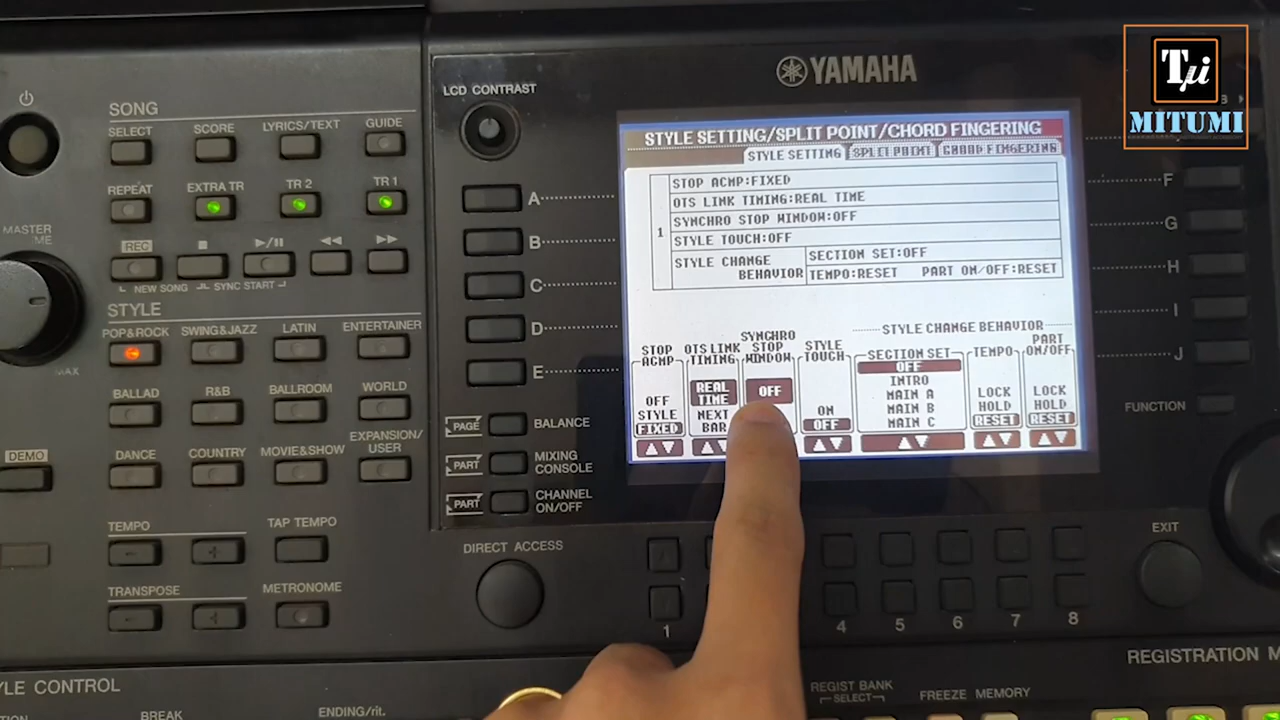 YAMAHA
Tμi
MITUMI
LCD CONTRAST
SONG
SELECT
SCORE
LYRICS/TEXT
GUIDE
REPEAT
EXTRA TR
TR 2
TR 1
REC
NEW SONG
SYNC START
MASTER
MAX
STYLE
POP&ROCK
SWING&JAZZ
LATIN
ENTERTAINER
BALLAD
R&B
BALLROOM
WORLD
DANCE
COUNTRY
MOVIE&SHOW
EXPANSION/
USER
DEMO
TEMPO
TAP TEMPO
- +
TRANSPOSE
METRONOME
- +
A
B
C
D
E
PAGE BALANCE
PART MIXING
CONSOLE
PART CHANNEL
ON/OFF
DIRECT ACCESS
STYLE SETTING/SPLIT POINT/CHORD FINGERING
STYLE SETTING SPLIT POINT CHORD FINGERING
1
STOP ACMP:FIXED
OTS LINK TIMING:REAL TIME
SYNCHRO STOP WINDOW:OFF
STYLE TOUCH:OFF
STYLE CHANGE
BEHAVIOR
SECTION SET:OFF
TEMPO:RESET PART ON/OFF:RESET
STOP
ACMP
OFF
STYLE
FIXED
OTS LINK
TIMING
REAL
TIME
NEXT
BAR
SYNCHRO
STOP
WINDOW
OFF
STYLE
TOUCH
ON
OFF
STYLE CHANGE BEHAVIOR
SECTION SET
OFF
INTRO
MAIN A
MAIN B
MAIN C
TEMPO
LOCK
HOLD
RESET
PART
ON/OFF
LOCK
HOLD
RESET
F
G
H
I
J
FUNCTION
EXIT
1 4 5 6 7 8
REGISTRATION M
REGIST BANK
SELECT
FREEZE MEMORY
YLE CONTROL
BREAK
ENDING/rit.